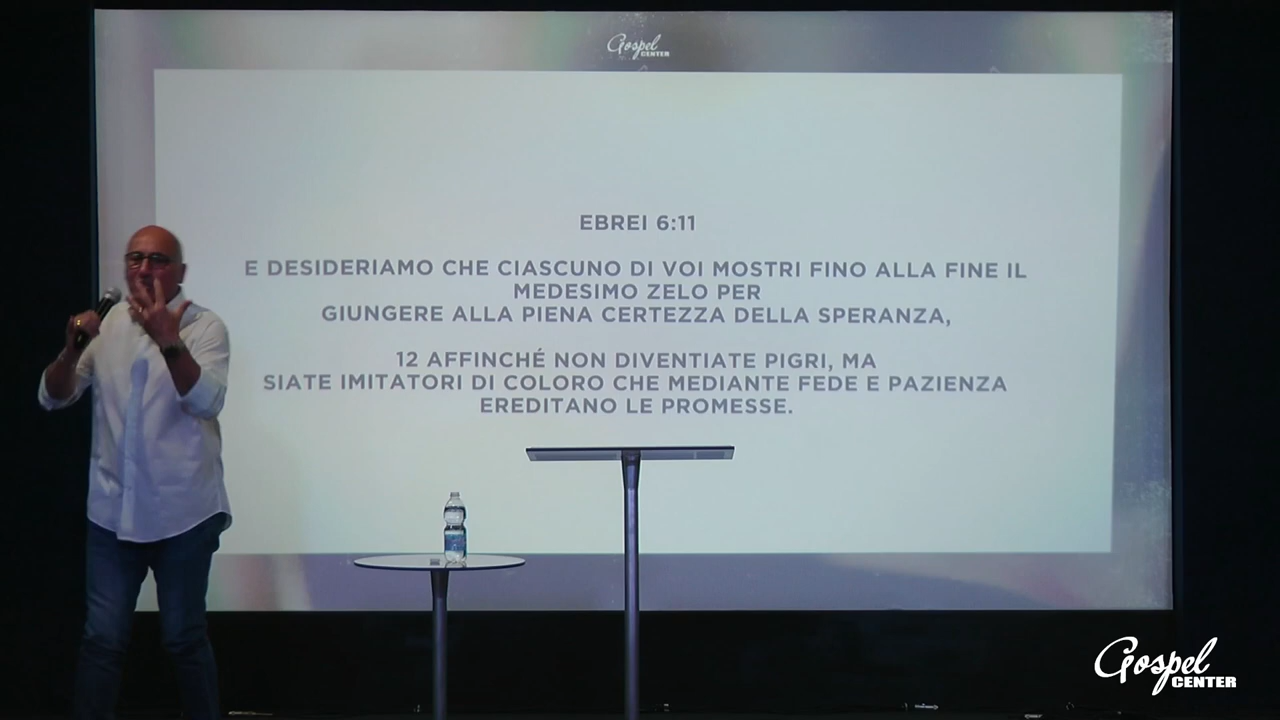 Gospel
CENTER
EBREI 6:11
E DESIDERIAMO CHE CIASCUNO DI VOI MOSTRI FINO ALLA FINE IL
MEDESIMO ZELO PER
GIUNGERE ALLA PIENA CERTEZZA DELLA SPERANZA,
12 AFFINCHÉ NON DIVENTIATE PIGRI, MA
SIATE IMITATORI DI COLORO CHE MEDIANTE FEDE E PAZIENZA
EREDITANO LE PROMESSE.
Gospel
CENTER